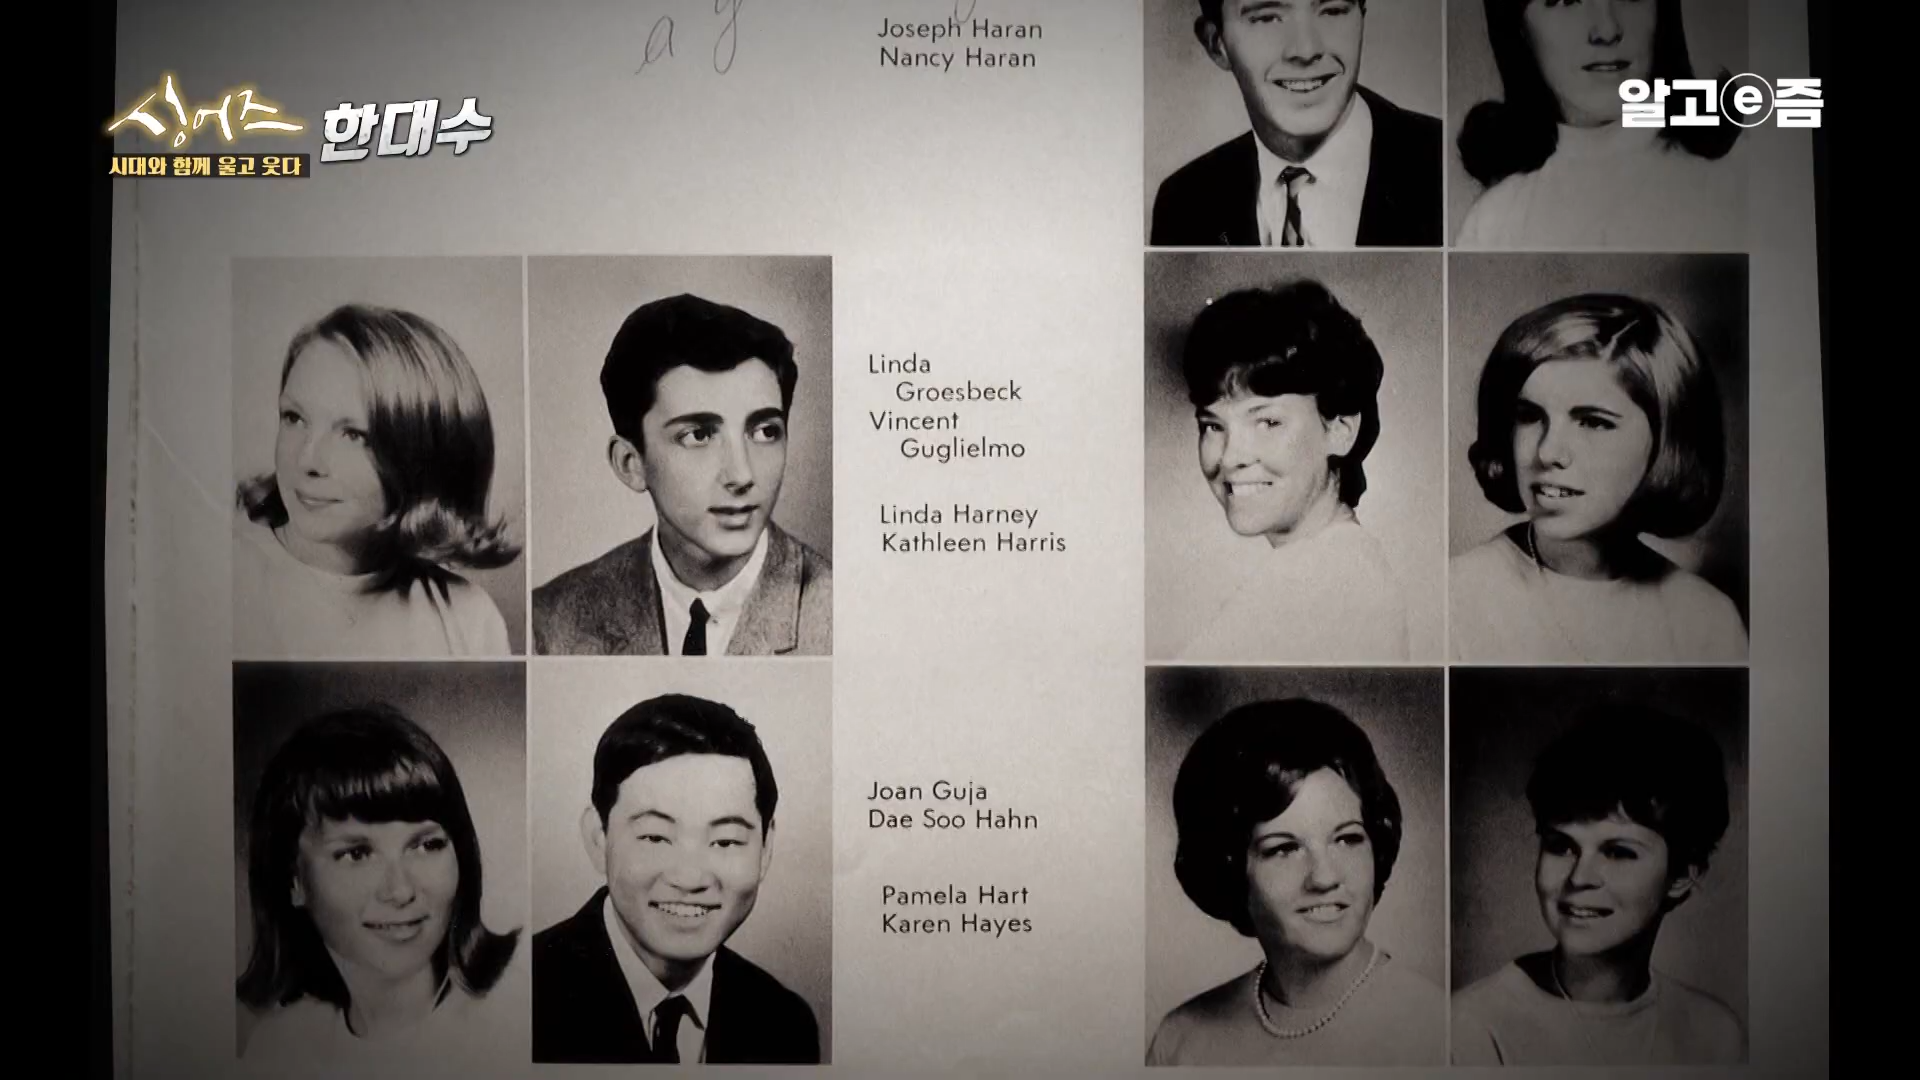 싱어즈
시대와 함께 울고 웃다
한대수
알고e즘
Joseph Haran
Nancy Haran
Linda
Groesbeck
Vincent
Guglielmo
Linda Harney
Kathleen Harris
Joan Guja
Dae Soo Hahn
Pamela Hart
Karen Hayes